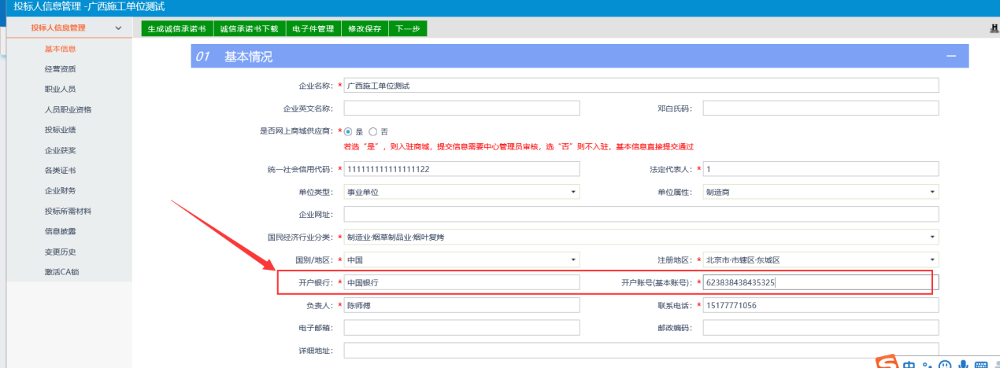 投标人信息管理 -广西施工单位测试
投标人信息管理
生成诚信承诺书 诚信承诺书下载 电子件管理 修改保存 下一步
基本信息
经营资质
职业人员
人员职业资格
投标业绩
企业获奖
各类证书
企业财务
投标所需材料
信息披露
变更历史
激活CA锁
01 基本情况
企业名称： * 广西施工单位测试
企业英文名称： 邓白氏码：
是否网上商城供应商： * 是 否
若选“是”，则入驻商城，提交信息需要中心管理员审核，选“否”则不入驻，基本信息直接提交通过
统一社会信用代码： * 111111111111111122 法定代表人： * 1
单位类型： 事业单位 单位属性： 制造商
企业网址：
国民经济行业分类： * 制造业·烟草制品业·烟叶复烤
国别/地区： * 中国 注册地区： * 北京市·市辖区·东城区
开户银行： * 中国银行 开户账号(基本账号)： * 623838438435325
负责人： * 陈师傅 联系电话： * 15177771056
电子邮箱： 邮政编码：
详细地址：
中